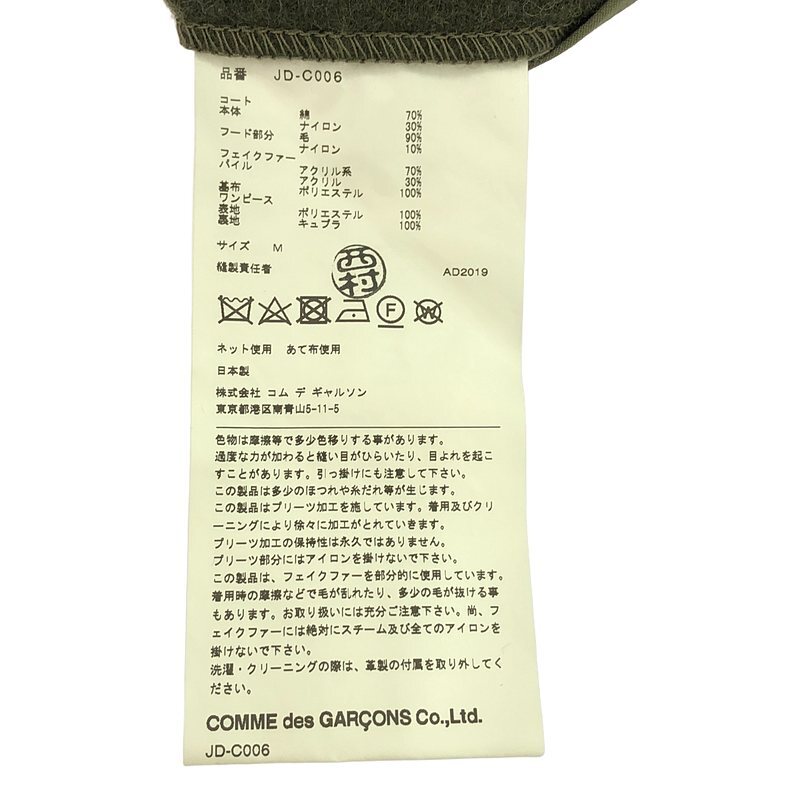 品番 JD-C006
コート
本体 綿 70%
ナイロン 30%
フード部分 毛 90%
ナイロン 10%
フェイクファー
パイル アクリル系 70%
アクリル 30%
基布 ポリエステル 100%
ワンピース
表地 ポリエステル 100%
裏地 キュプラ 100%
サイズ M
縫製責任者 西村 AD2019
F W
ネット使用 あて布使用
日本製
株式会社 コム デ ギャルソン
東京都港区南青山5-11-5
色物は摩擦等で多少色移りする事があります。
過度な力が加わると縫い目がひらいたり、目よれを起こ
すことがあります。引っ掛けにも注意して下さい。
この製品は多少のほつれや糸だれ等が生じます。
この製品はプリーツ加工を施しています。着用及びクリ
ーニングにより徐々に加工がとれていきます。
プリーツ加工の保持性は永久ではありません。
プリーツ部分にはアイロンを掛けないで下さい。
この製品は、フェイクファーを部分的に使用しています。
着用時の摩擦などで毛が乱れたり、多少の毛が抜ける事
もあります。お取り扱いには充分ご注意下さい。尚、フ
ェイクファーには絶対にスチーム及び全てのアイロンを
掛けないで下さい。
洗濯・クリーニングの際は、革製の付属を取り外してく
ださい。
COMME des GARÇONS Co.,Ltd.
JD-C006